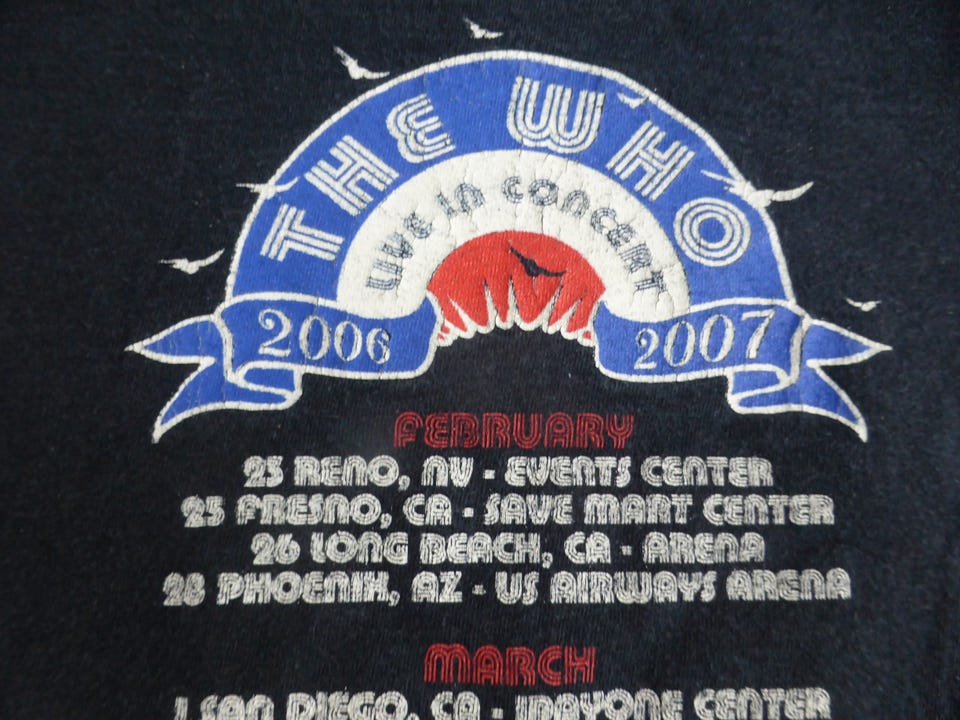 THE WHO
LIVE IN CONCERT
2006 2007
FEBRUARY
23 RENO, NV - EVENTS CENTER
25 FRESNO, CA - SAVE MART CENTER
26 LONG BEACH, CA - ARENA
28 PHOENIX, AZ - US AIRWAYS ARENA
MARCH
1 SAN DIEGO, CA - IPAYONE CENTER